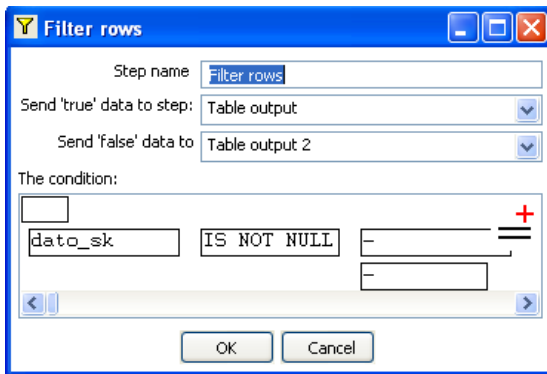 Filter rows
Step name Filter rows
Send 'true' data to step: Table output
Send 'false' data to Table output 2
The condition:
dato_sk IS NOT NULL –
–
OK Cancel